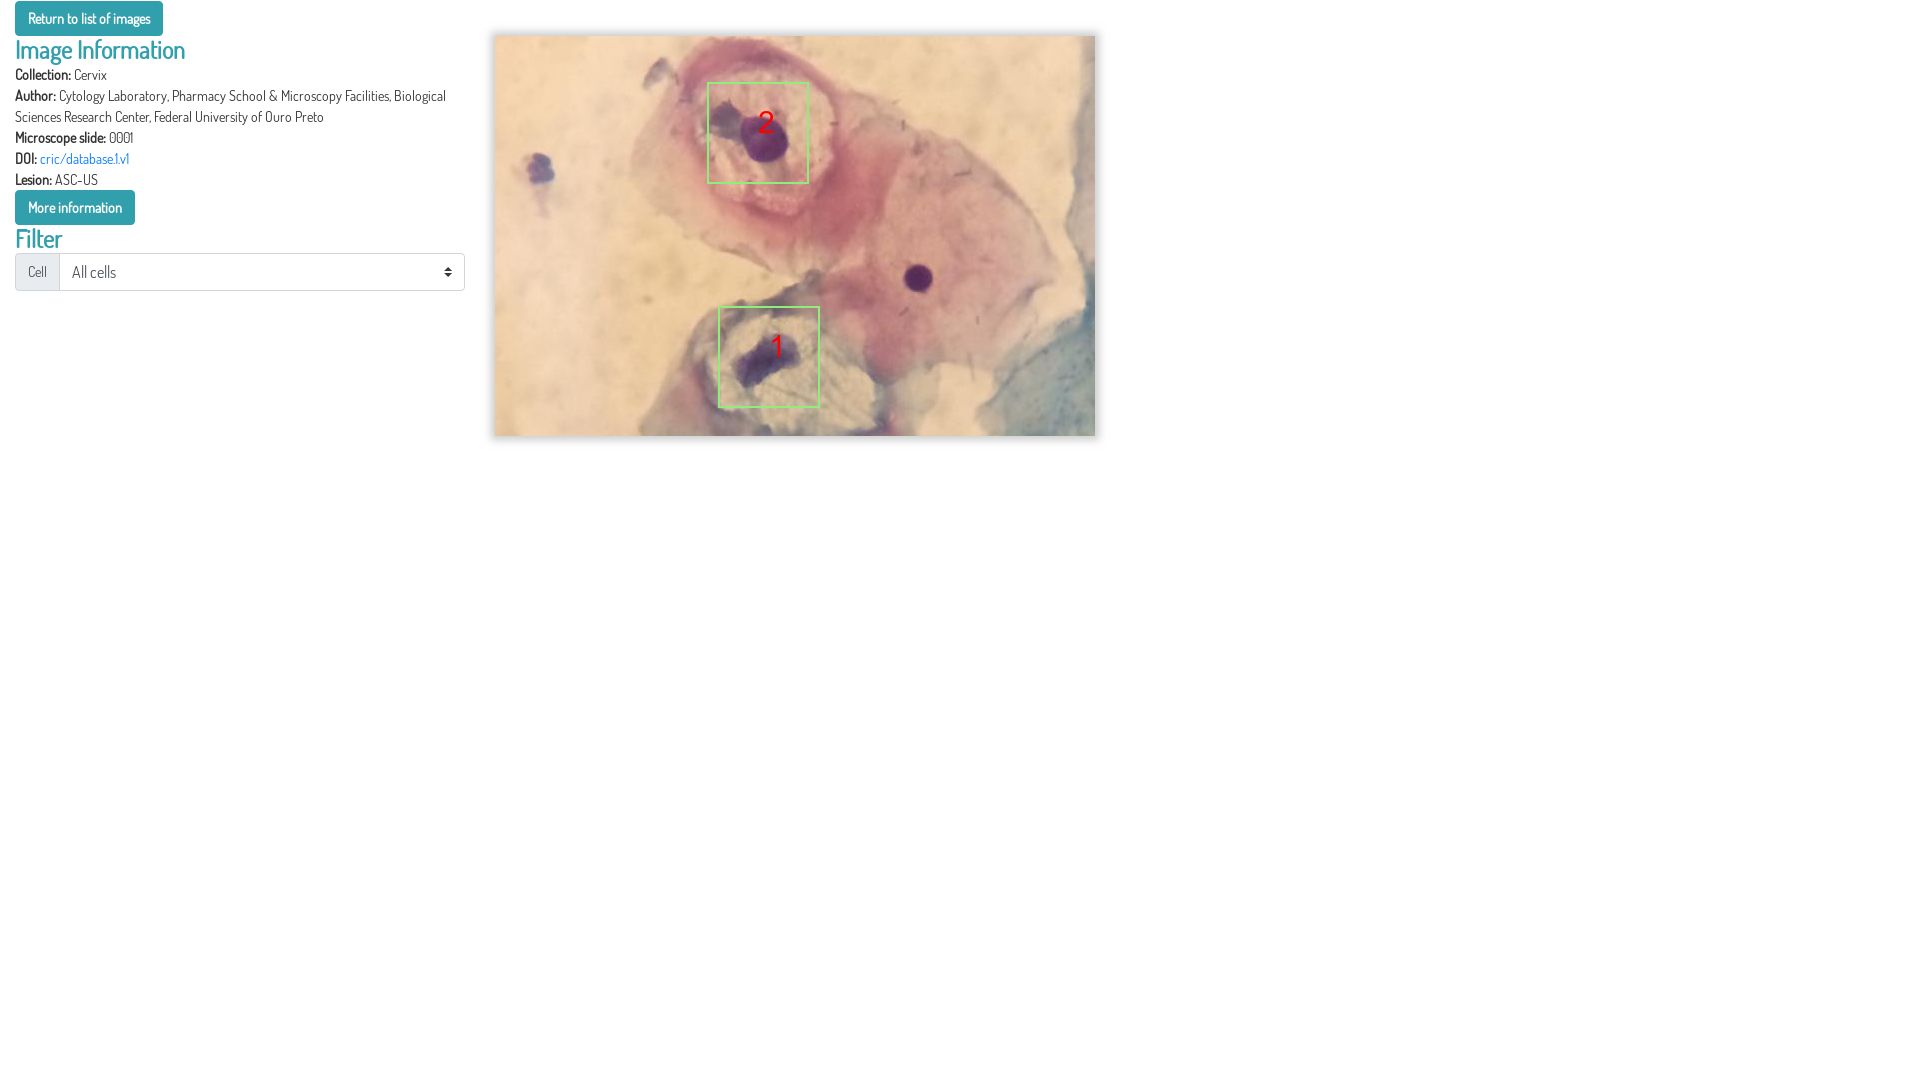 Return to list of images
Image Information
Collection: Cervix
Author: Cytology Laboratory, Pharmacy School & Microscopy Facilities, Biological
Sciences Research Center, Federal University of Ouro Preto
Microscope slide: 0001
DOI: cric/database.1.v1
Lesion: ASC-US
More information
Filter
Cell All cells
2
1